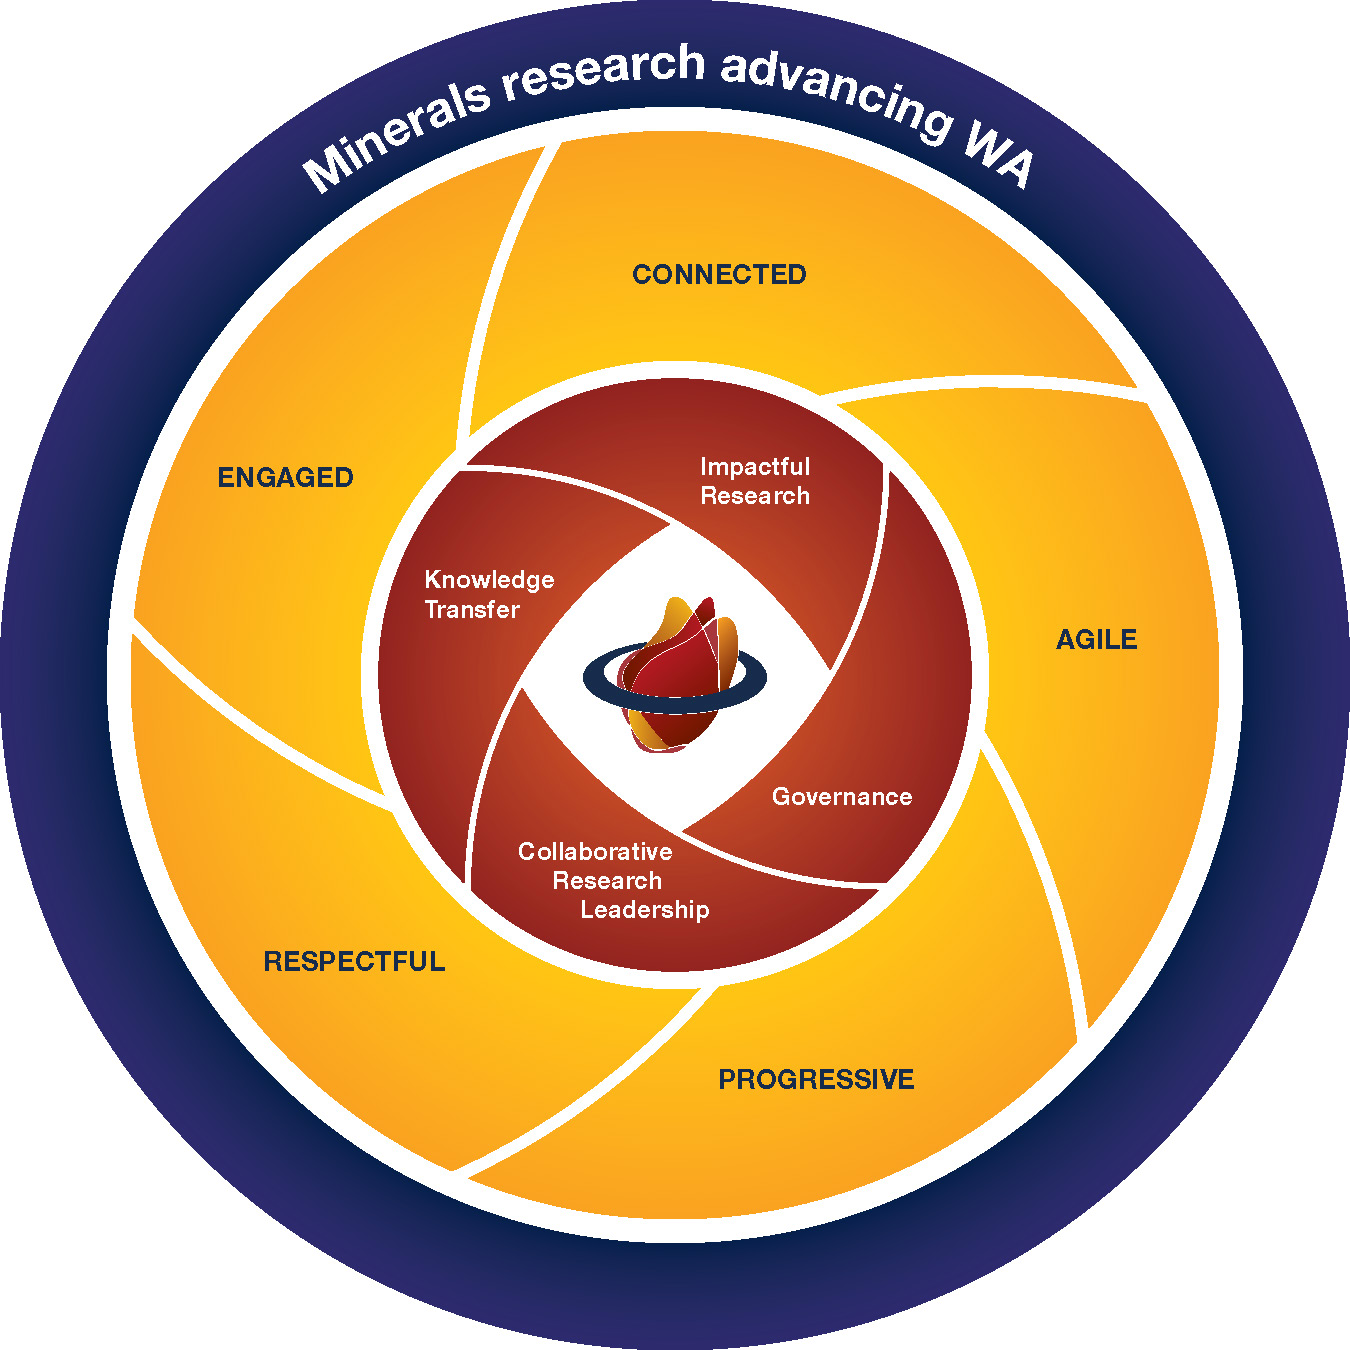 Minerals research advancing WA
CONNECTED
ENGAGED
AGILE
RESPECTFUL
PROGRESSIVE
Impactful
Research
Knowledge
Transfer
Governance
Collaborative
Research
Leadership